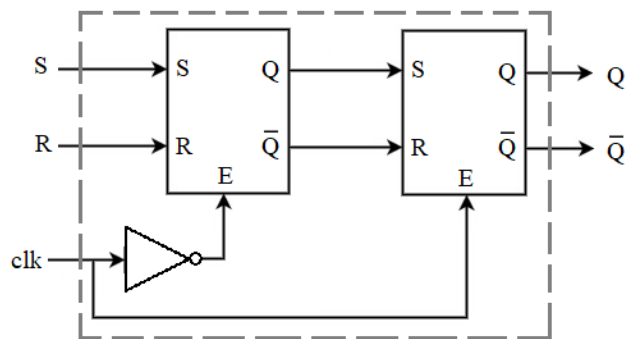 S S Q S Q Q
R R Q̅ R Q̅ Q̅
E E
clk